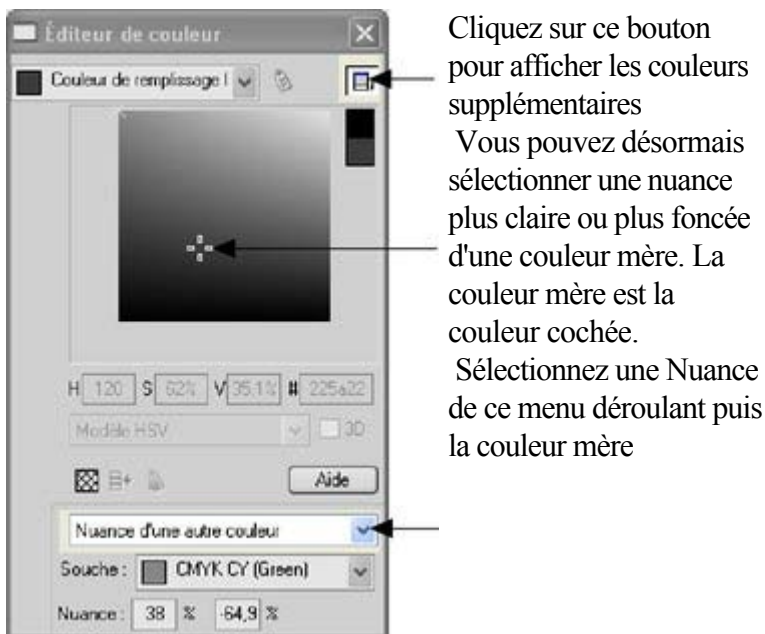 Éditeur de couleur
Couleur de remplissage
H 120 S 62% V 35.1% # 225a22
Modèle HSV 3D
Aide
Nuance d'une autre couleur
Souche : CMYK CY (Green)
Nuance : 38 % -64,9 %
Cliquez sur ce bouton
pour afficher les couleurs
supplémentaires
Vous pouvez désormais
sélectionner une nuance
plus claire ou plus foncée
d'une couleur mère. La
couleur mère est la
couleur cochée.
Sélectionnez une Nuance
de ce menu déroulant puis
la couleur mère